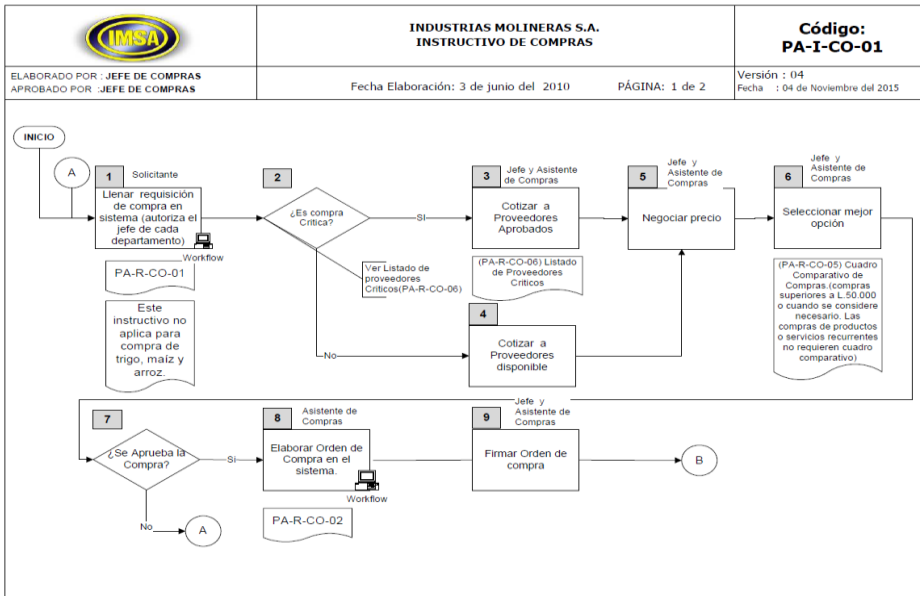 IMSA
INDUSTRIAS MOLINERAS S.A.
INSTRUCTIVO DE COMPRAS
Código:
PA-I-CO-01
ELABORADO POR : JEFE DE COMPRAS
APROBADO POR :JEFE DE COMPRAS
Fecha Elaboración: 3 de junio del 2010
PÁGINA: 1 de 2
Versión : 04
Fecha : 04 de Noviembre del 2015
INICIO
A
1
Solicitante
Llenar requisición
de compra en
sistema (autoriza el
jefe de cada
departamento)
Workflow
PA-R-CO-01
Este
instructivo no
aplica para
compra de
trigo, maíz y
arroz.
2
¿Es compra
Critica?
SI
No
Ver Listado de
proveedores
Criticos(PA-R-CO-06)
3
Jefe y Asistente
de Compras
Cotizar a
Proveedores
Aprobados
(PA-R-CO-06) Listado
de Proveedores
Criticos
4
Cotizar a
Proveedores
disponible
5
Jefe y
Asistente de
Compras
Negociar precio
6
Jefe y
Asistente de
Compras
Seleccionar mejor
opción
(PA-R-CO-05) Cuadro
Comparativo de
Compras.(compras
superiores a L.50.000
o cuando se considere
necesario. Las
compras de productos
o servicios recurrentes
no requieren cuadro
comparativo)
7
¿Se Aprueba la
Compra?
Si
No
A
8
Asistente de
Compras
Elaborar Orden de
Compra en el
sistema.
Workflow
PA-R-CO-02
9
Jefe y
Asistente de
Compras
Firmar Orden de
compra
B